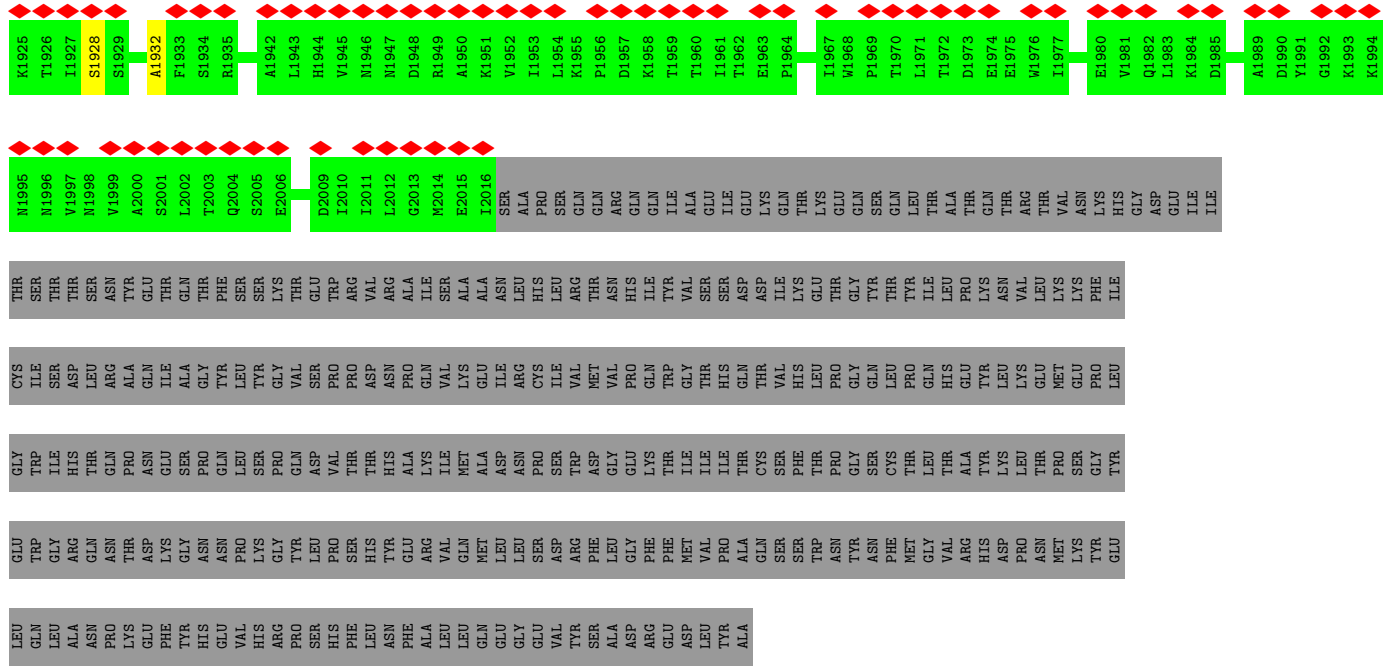 K1925 T1926 I1927 S1928 S1929 A1932 F1933 S1934 R1935 A1942 L1943 H1944 V1945 N1946 N1947 D1948 R1949 A1950 K1951 V1952 I1953 L1954 K1955 P1956 D1957 K1958 T1959 T1960 I1961 T1962 E1963 P1964 I1967 W1968 P1969 T1970 L1971 T1972 D1973 E1974 E1975 W1976 I1977 E1980 V1981 Q1982 L1983 K1984 D1985 A1989 D1990 Y1991 G1992 K1993 K1994
N1995 N1996 V1997 N1998 V1999 A2000 S2001 L2002 T2003 Q2004 S2005 E2006 D2009 I2010 I2011 L2012 G2013 M2014 E2015 I2016 SER ALA PRO SER GLN GLN ARG GLN GLN ILE ALA GLU ILE GLU LYS GLN THR LYS GLU GLN SER GLN LEU THR ALA THR GLN THR ARG THR VAL ASN LYS HIS GLY ASP GLU ILE ILE
THR SER THR THR SER ASN TYR GLU THR GLN THR PHE SER SER LYS THR GLU TRP ARG VAL ARG ALA ILE SER ALA ALA ASN LEU HIS LEU ARG THR ASN HIS ILE TYR VAL SER SER ASP ASP ILE LYS GLU THR GLY TYR THR TYR ILE LEU PRO LYS ASN VAL LEU LYS LYS PHE ILE
CYS ILE SER ASP LEU ARG ALA GLN ILE ALA GLY TYR LEU TYR GLY VAL SER PRO PRO ASP ASN PRO GLN VAL LYS GLU ILE ARG CYS ILE VAL MET VAL PRO GLN TRP GLY THR HIS GLN THR VAL HIS LEU PRO GLY GLN LEU PRO GLN HIS GLU TYR LEU LYS GLU MET GLU PRO LEU
GLY TRP ILE HIS THR GLN PRO ASN GLU SER PRO GLN LEU SER PRO GLN ASP VAL THR THR HIS ALA LYS ILE MET ALA ASP ASN PRO SER TRP ASP GLY GLU LYS THR ILE ILE ILE THR CYS SER PHE THR PRO GLY SER CYS THR LEU THR ALA TYR LYS LEU THR PRO SER GLY TYR
GLU TRP GLY ARG GLN ASN THR ASP LYS GLY ASN ASN PRO LYS GLY TYR LEU PRO SER HIS TYR GLU ARG VAL GLN MET LEU LEU SER ASP ARG PHE LEU GLY PHE PHE MET VAL PRO ALA GLN SER SER TRP ASN TYR ASN PHE MET GLY VAL ARG HIS ASP PRO ASN MET LYS TYR GLU
LEU GLN LEU ALA ASN PRO LYS GLU PHE TYR HIS GLU VAL HIS ARG PRO SER HIS PHE LEU ASN PHE ALA LEU LEU GLN GLU GLY GLU VAL TYR SER ALA ASP ARG GLU ASP LEU TYR ALA